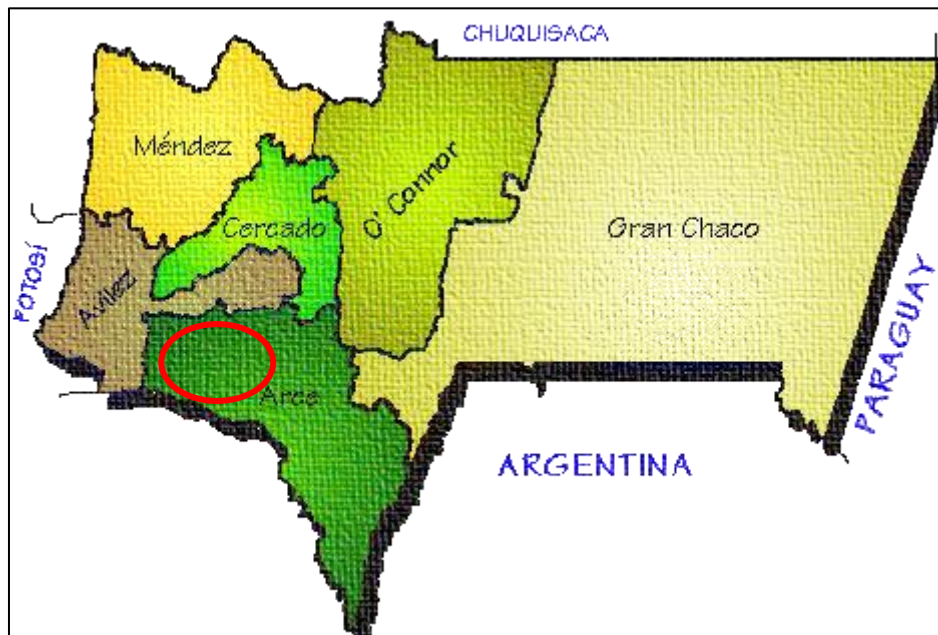 CHUQUISACA
Méndez
O' Connor
Cercado
Gran Chaco
POTOSÍ
Avilez
PARAGUAY
Arce
ARGENTINA